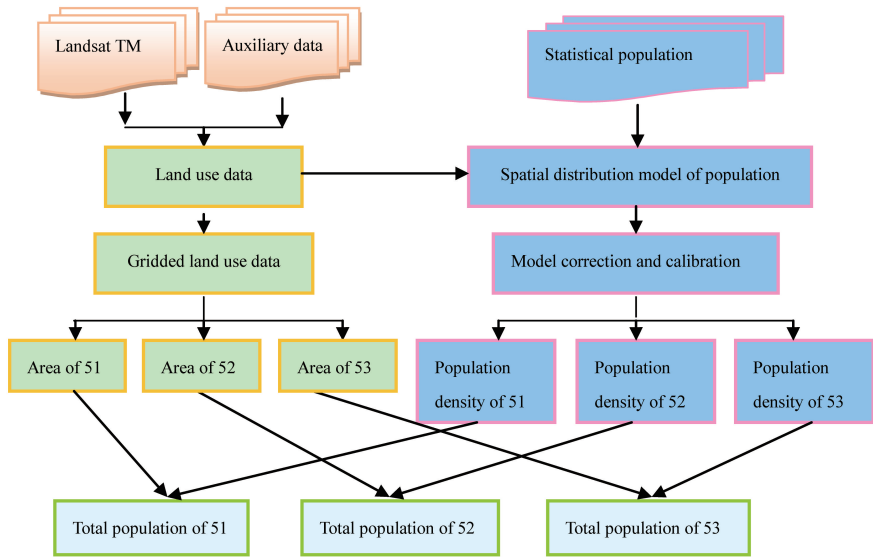 Landsat TM
Auxiliary data
Statistical population
Land use data
Spatial distribution model of population
Gridded land use data
Model correction and calibration
Area of 51
Area of 52
Area of 53
Population
density of 51
Population
density of 52
Population
density of 53
Total population of 51
Total population of 52
Total population of 53